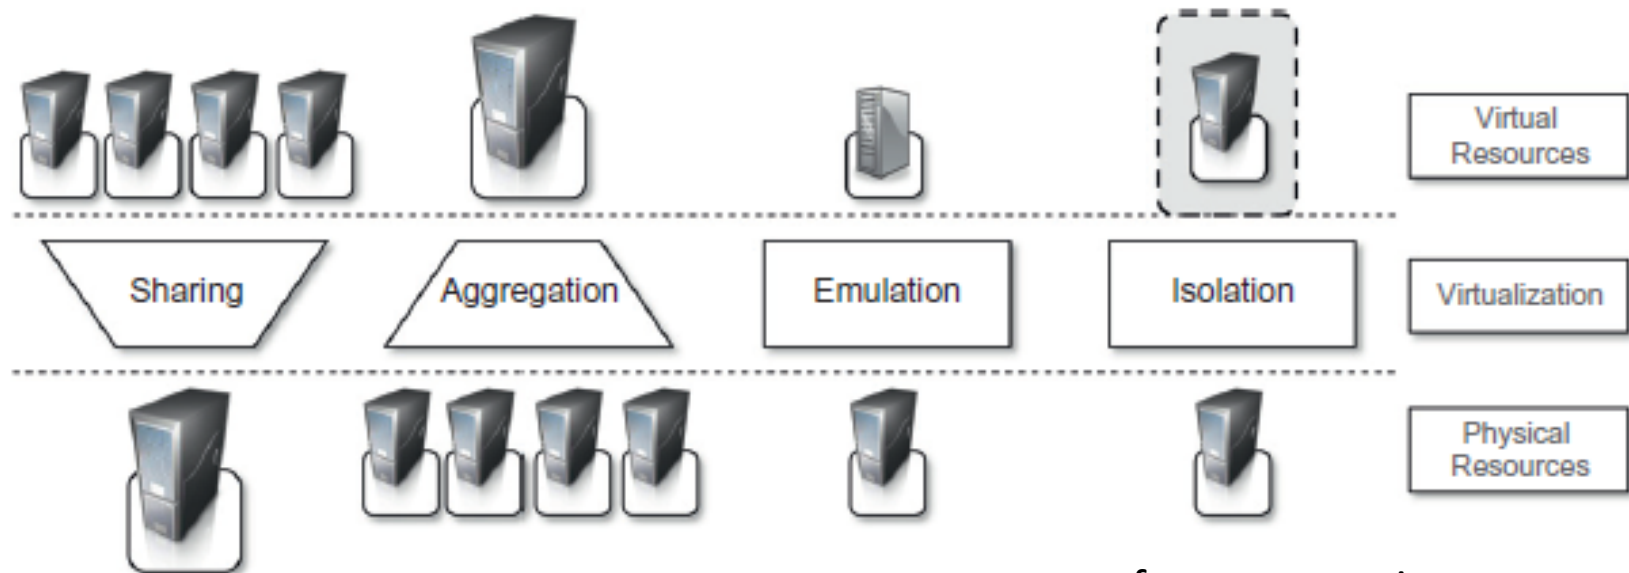 Virtual
Resources
Sharing
Aggregation
Emulation
Isolation
Virtualization
Physical
Resources